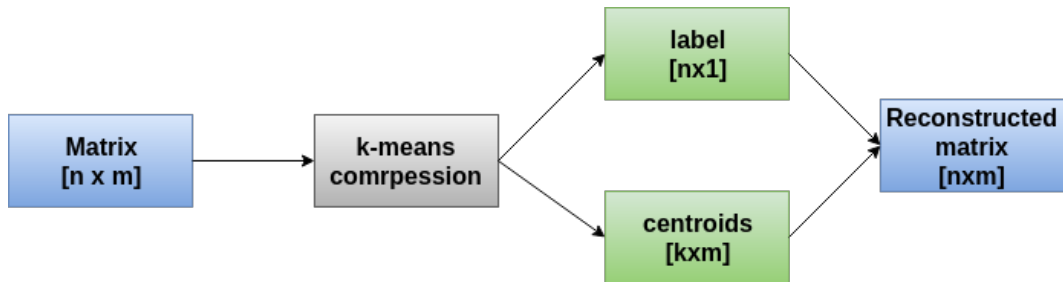 Matrix
[n x m]
k-means
comrpession
label
[nx1]
centroids
[kxm]
Reconstructed
matrix
[nxm]